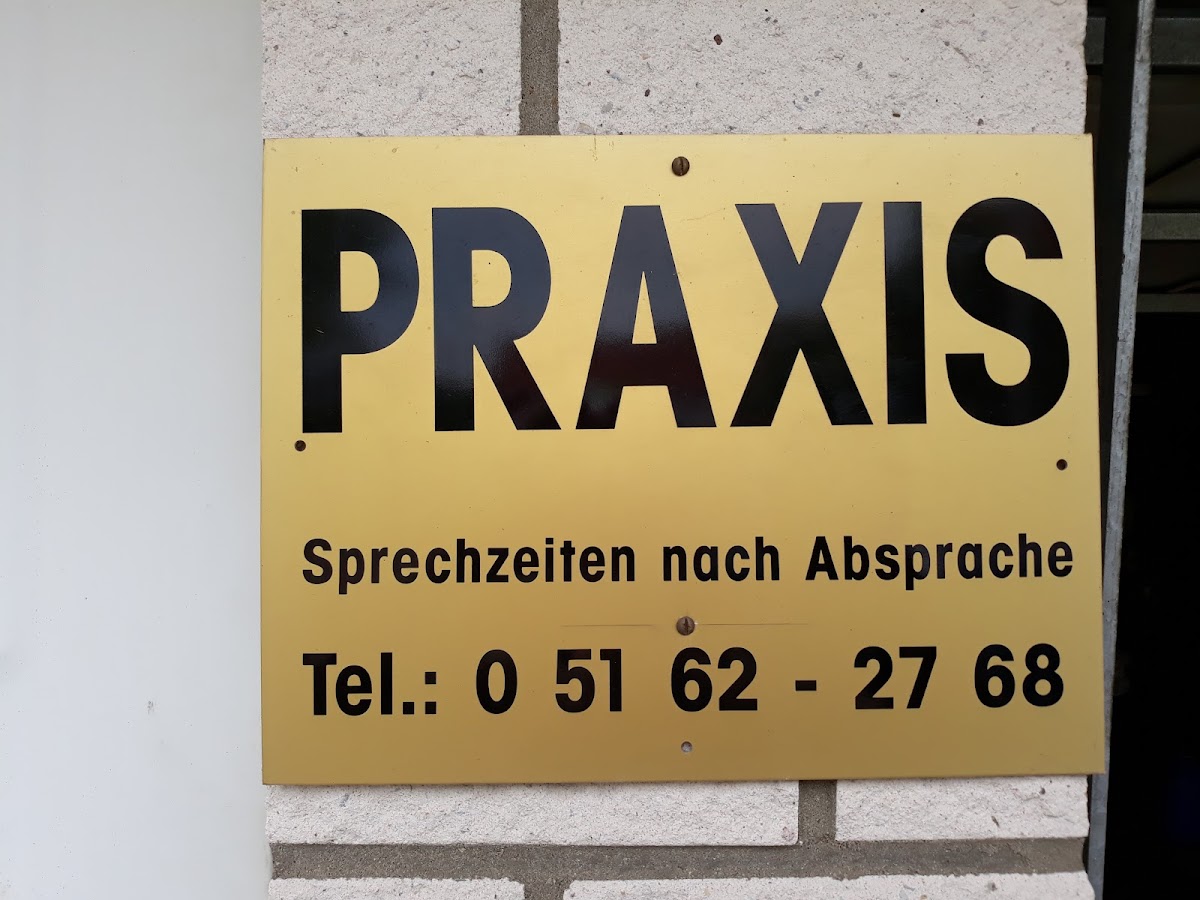 PRAXIS
Sprechzeiten nach Absprache
Tel.: 0 51 62 - 27 68